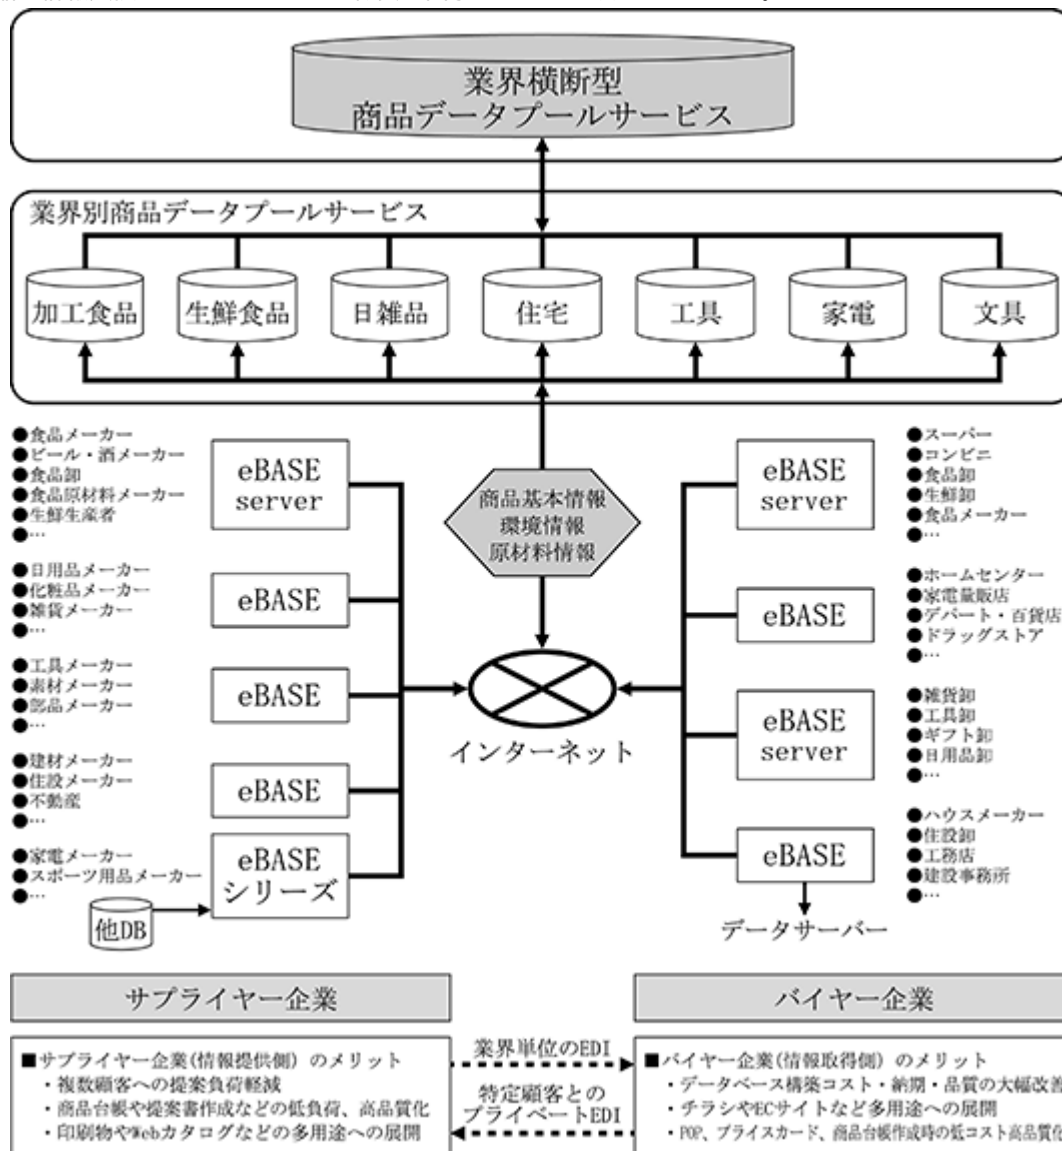 業界横断型
商品データプールサービス
業界別商品データプールサービス
加工食品
生鮮食品
日雑品
住宅
工具
家電
文具
●食品メーカー
●ビール・酒メーカー
●食品卸
●食品原材料メーカー
●生鮮生産者
●…
eBASE
server
●日用品メーカー
●化粧品メーカー
●雑貨メーカー
●…
eBASE
●工具メーカー
●素材メーカー
●部品メーカー
●…
eBASE
●建材メーカー
●住設メーカー
●不動産
●…
eBASE
●家電メーカー
●スポーツ用品メーカー
●…
eBASE
シリーズ
他DB
商品基本情報
環境情報
原材料情報
インターネット
eBASE
server
●スーパー
●コンビニ
●食品卸
●生鮮卸
●食品メーカー
●…
eBASE
●ホームセンター
●家電量販店
●デパート・百貨店
●ドラッグストア
●…
eBASE
server
●雑貨卸
●工具卸
●ギフト卸
●日用品卸
●…
eBASE
●ハウスメーカー
●住設卸
●工務店
●建設事務所
●…
データサーバー
サプライヤー企業
■サプライヤー企業(情報提供側)のメリット
・複数顧客への提案負荷軽減
・商品台帳や提案書作成などの低負荷、高品質化
・印刷物やWebカタログなどの多用途への展開
業界単位のEDI
特定顧客との
プライベートEDI
バイヤー企業
■バイヤー企業(情報取得側)のメリット
・データベース構築コスト・納期・品質の大幅改善
・チラシやECサイトなど多用途への展開
・POP、プライスカード、商品台帳作成時の低コスト高品質化